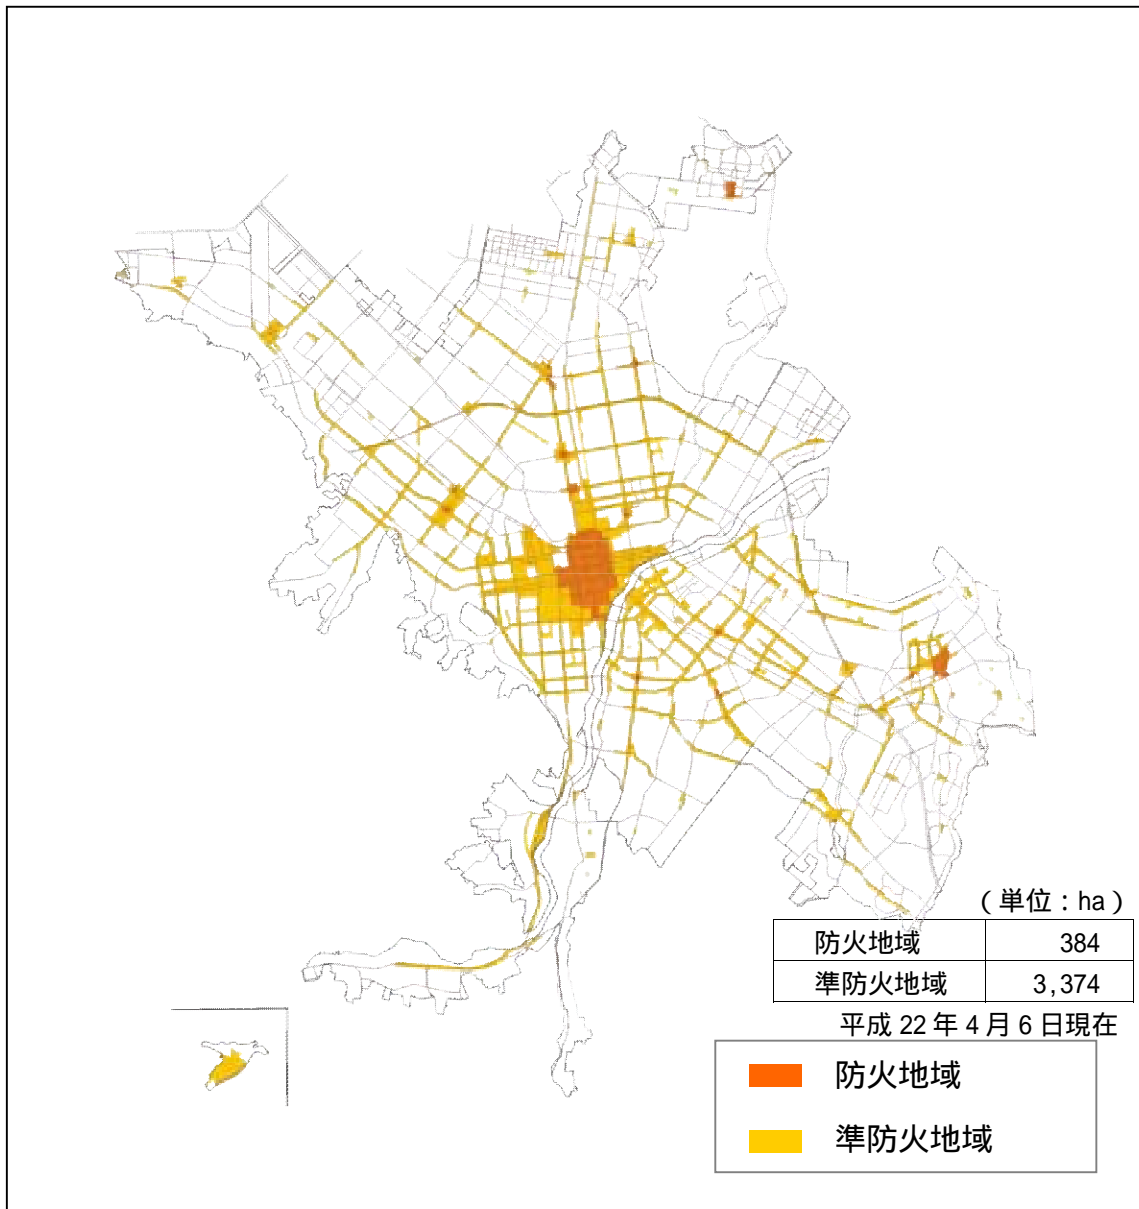 （単位：ha）
防火地域 384
準防火地域 3,374
平成 22 年 4 月 6 日現在
防火地域
準防火地域